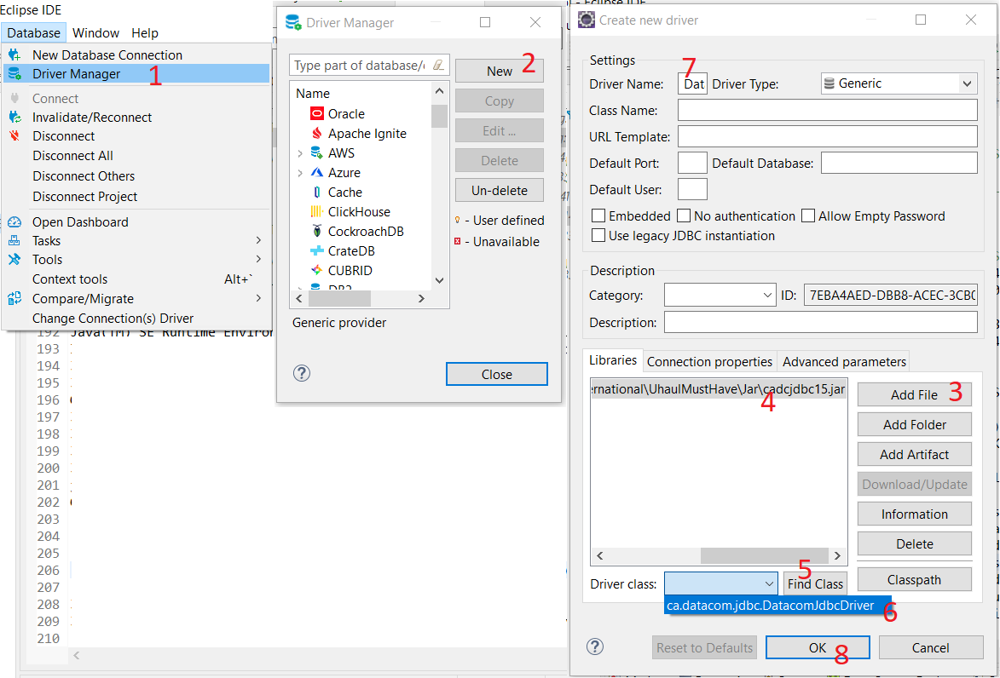 Eclipse IDE
Database Window Help
New Database Connection
Driver Manager 1
Connect
Invalidate/Reconnect
Disconnect
Disconnect All
Disconnect Others
Disconnect Project
Open Dashboard
Tasks
Tools
Context tools Alt+`
Compare/Migrate
Change Connection(s) Driver
192 Java(TM) SE Runtime Enviror
193
194
195
196
197
198
199
200
201
202
203
204
205
206
207
208
209
210
Driver Manager
Type part of database/
New 2
Name
Oracle
Apache Ignite
AWS
Azure
Cache
ClickHouse
CockroachDB
CrateDB
CUBRID
DB2
Copy
Edit ...
Delete
Un-delete
- User defined
- Unavailable
Generic provider
Close
- Eclipse IDE
Create new driver
Settings
7
Driver Name: Dat Driver Type: Generic
Class Name:
URL Template:
Default Port: Default Database:
Default User:
Embedded No authentication Allow Empty Password
Use legacy JDBC instantiation
Description
Category: ID: 7EBA4AED-DBB8-ACEC-3CB0
Description:
Libraries Connection properties Advanced parameters
ernational\UhaulMustHave\Jar\cadcjdbc15.jar
4
Add File 3
Add Folder
Add Artifact
Download/Update
Information
Delete
Classpath
5
Driver class: Find Class
ca.datacom.jdbc.DatacomJdbcDriver 6
Reset to Defaults OK 8 Cancel